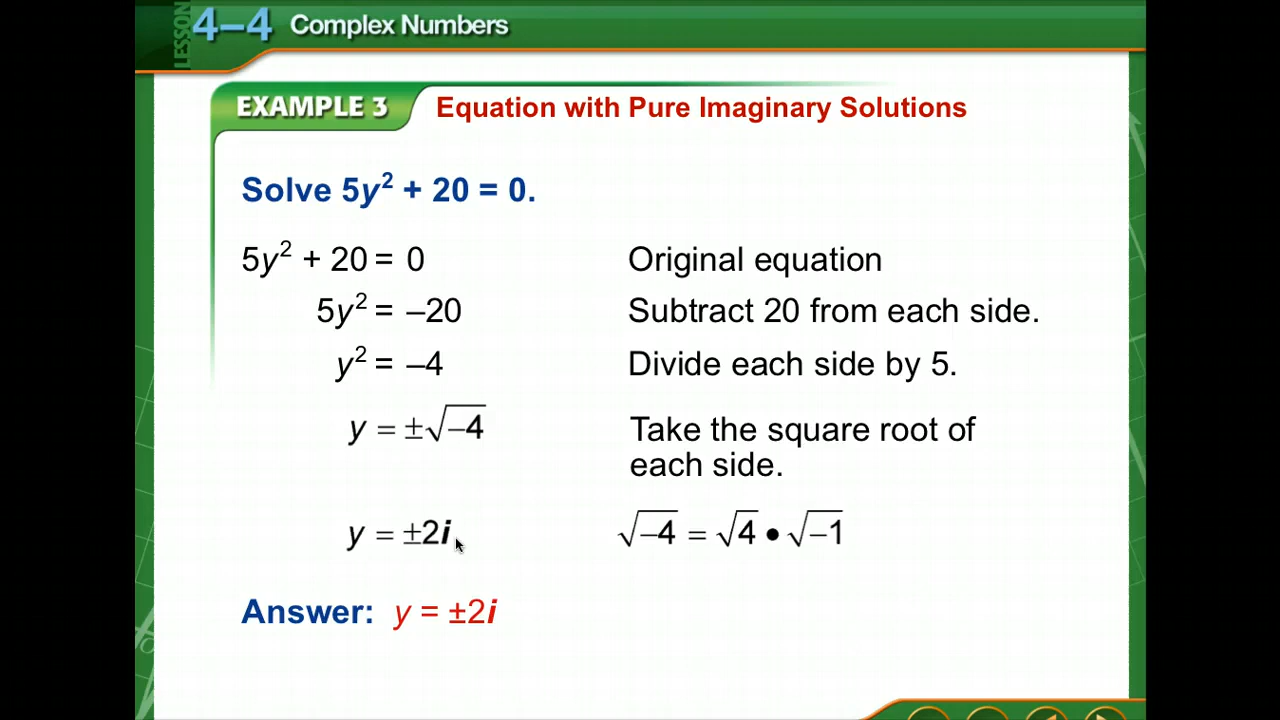 LESSON 4–4 Complex Numbers
EXAMPLE 3 Equation with Pure Imaginary Solutions
Solve 5y² + 20 = 0.
5y² + 20 = 0 Original equation
5y² = –20 Subtract 20 from each side.
y² = –4 Divide each side by 5.
y = ±√–4 Take the square root of
each side.
y = ±2i √–4 = √4 • √–1
Answer: y = ±2i